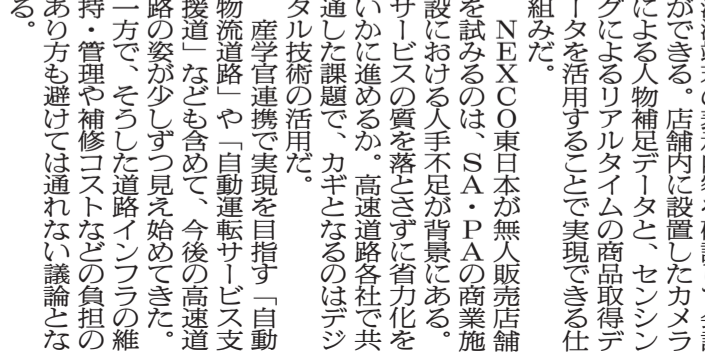 ができる。店舗内に設置したカメラ
による人物補足データと、センシン
グによるリアルタイムの商品取得デ
ータを活用することで実現できる仕
組みだ。
　ＮＥＸＣＯ東日本が無人販売店舗
を試みるのは、ＳＡ・ＰＡの商業施
設における人手不足が背景にある。
サービスの質を落とさずに省力化を
いかに進めるか。高速道路各社で共
通した課題で、カギとなるのはデジ
タル技術の活用だ。
　産学官連携で実現を目指す「自動
物流道路」や「自動運転サービス支
援道」なども含めて、今後の高速道
路の姿が少しずつ見え始めてきた。
一方で、そうした道路インフラの維
持・管理や補修コストなどの負担の
あり方も避けては通れない議論とな
る。